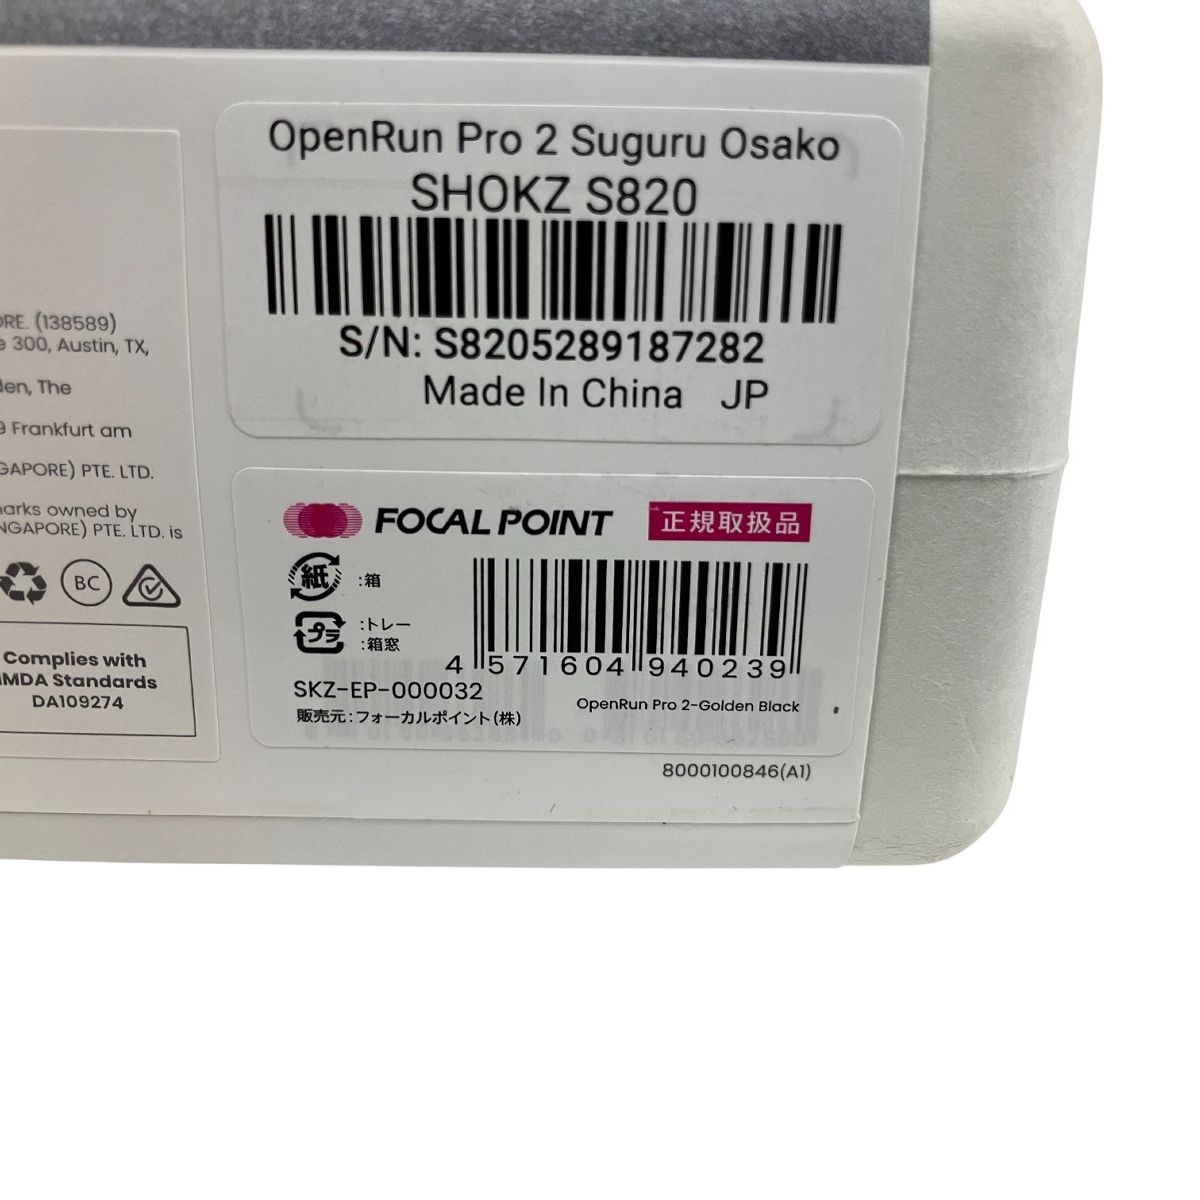 OpenRun Pro 2 Suguru Osako
SHOKZ S820
S/N: S8205289187282
Made In China JP
ORE. (138589)
e 300, Austin, TX,
den, The
9 Frankfurt am
GAPORE) PTE. LTD.
marks owned by
NGAPORE) PTE. LTD. is
BC
Complies with
IMDA Standards
DA109274
FOCAL POINT
正規取扱品
紙 :箱
プラ :トレー
:箱窓
4 571604 940239
SKZ-EP-000032
OpenRun Pro 2-Golden Black
販売元:フォーカルポイント(株)
8000100846(A1)